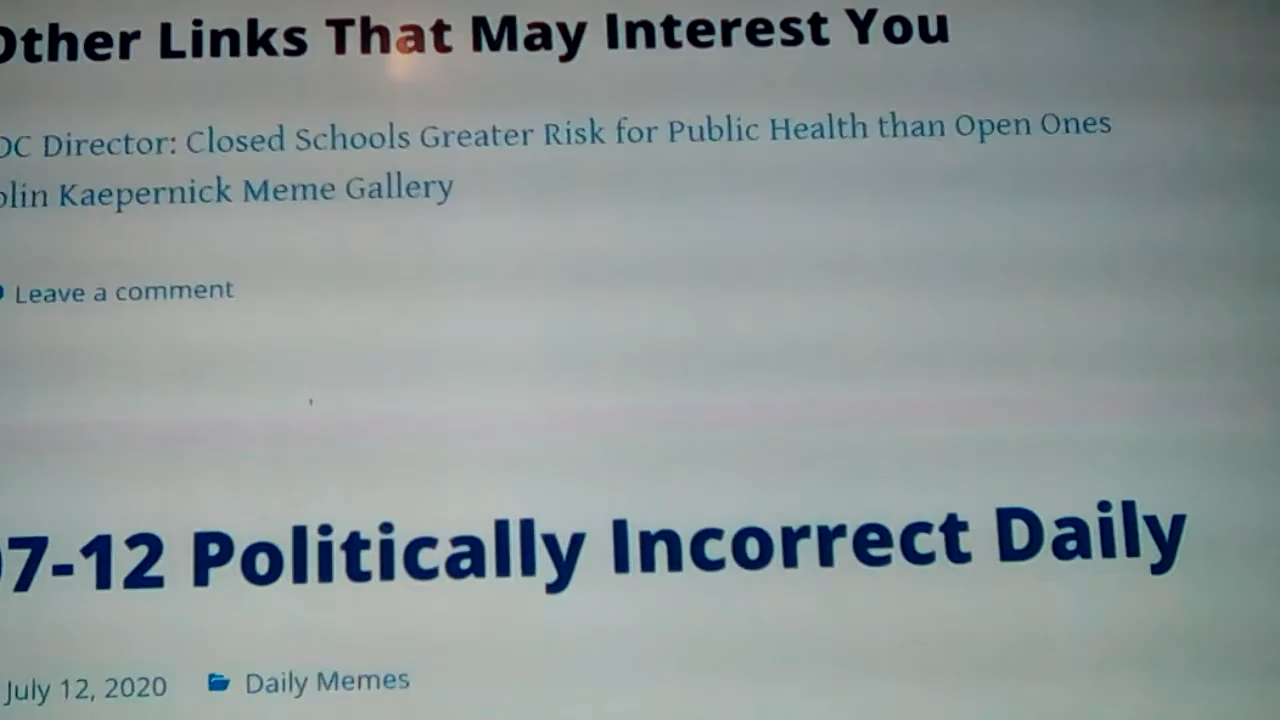 Other Links That May Interest You
DC Director: Closed Schools Greater Risk for Public Health than Open Ones
olin Kaepernick Meme Gallery
Leave a comment
07-12 Politically Incorrect Daily
July 12, 2020 Daily Memes